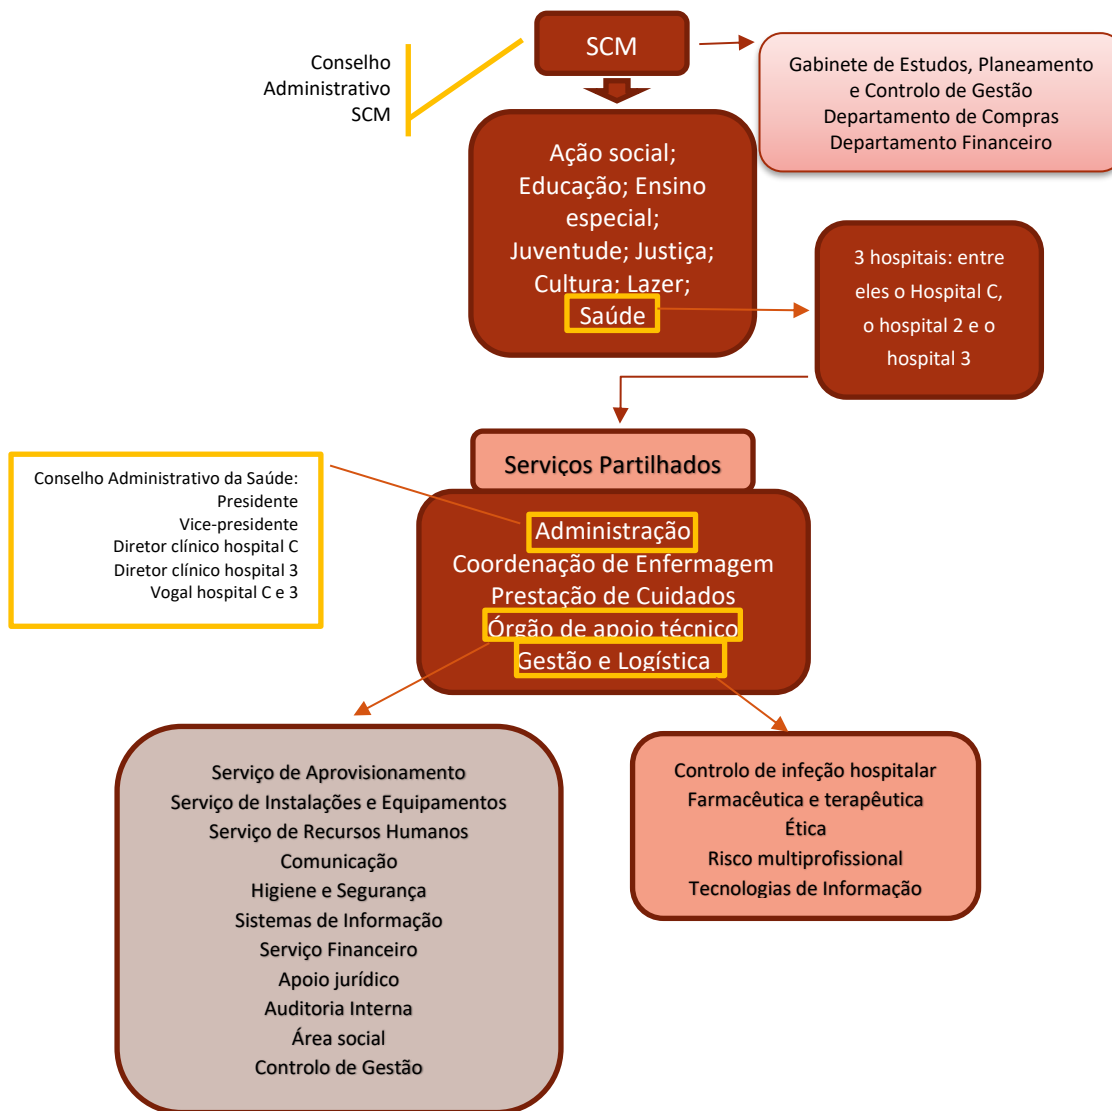 SCM
Conselho
Administrativo
SCM
Gabinete de Estudos, Planeamento
e Controlo de Gestão
Departamento de Compras
Departamento Financeiro
Ação social;
Educação; Ensino
especial;
Juventude; Justiça;
Cultura; Lazer;
Saúde
3 hospitais: entre
eles o Hospital C,
o hospital 2 e o
hospital 3
Serviços Partilhados
Conselho Administrativo da Saúde:
Presidente
Vice-presidente
Diretor clínico hospital C
Diretor clínico hospital 3
Vogal hospital C e 3
Administração
Coordenação de Enfermagem
Prestação de Cuidados
Órgão de apoio técnico
Gestão e Logística
Serviço de Aprovisionamento
Serviço de Instalações e Equipamentos
Serviço de Recursos Humanos
Comunicação
Higiene e Segurança
Sistemas de Informação
Serviço Financeiro
Apoio jurídico
Auditoria Interna
Área social
Controlo de Gestão
Controlo de infeção hospitalar
Farmacêutica e terapêutica
Ética
Risco multiprofissional
Tecnologias de Informação